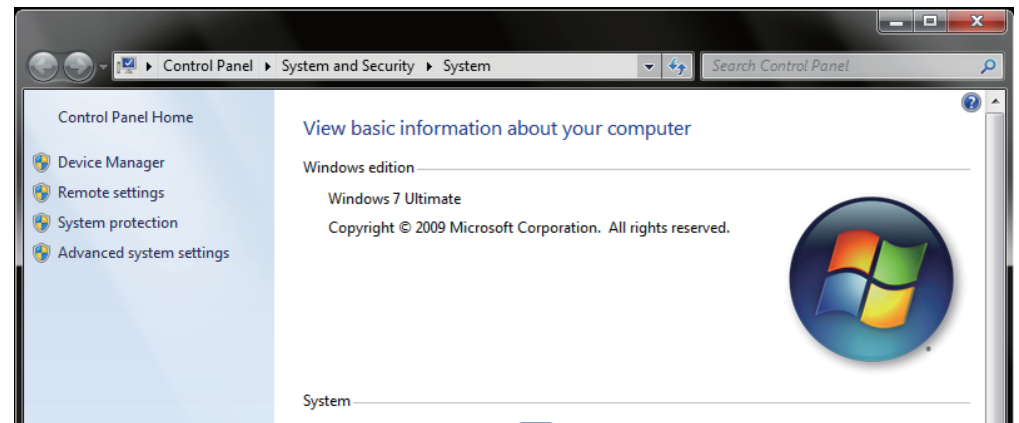 Control Panel System and Security System
Search Control Panel
Control Panel Home
Device Manager
Remote settings
System protection
Advanced system settings
View basic information about your computer
Windows edition
Windows 7 Ultimate
Copyright © 2009 Microsoft Corporation. All rights reserved.
System